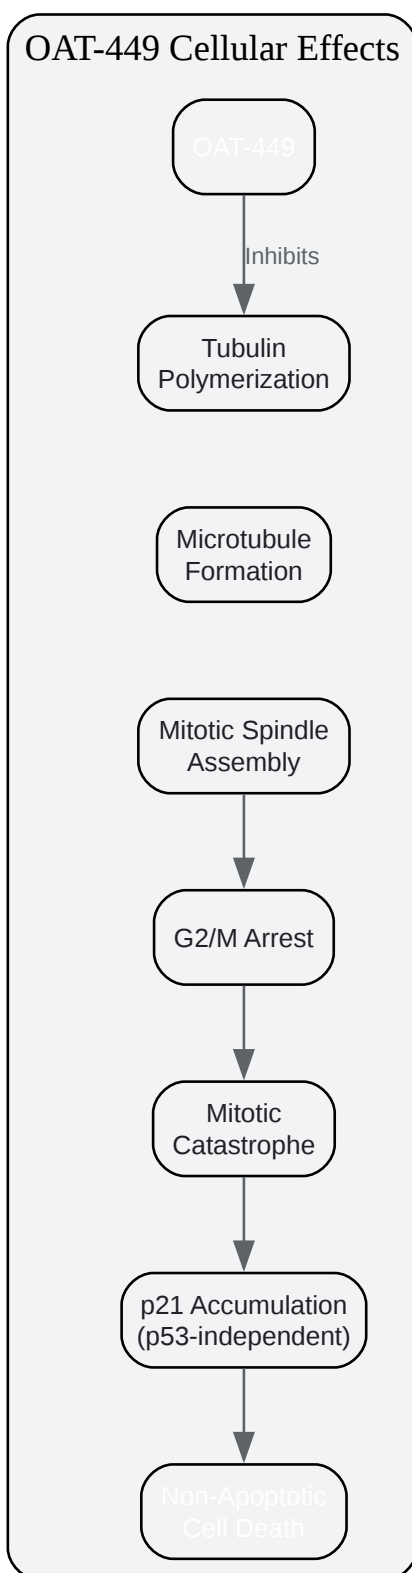 OAT-449 Cellular Effects
OAT-449
Inhibits
Tubulin
Polymerization
Microtubule
Formation
Mitotic Spindle
Assembly
G2/M Arrest
Mitotic
Catastrophe
p21 Accumulation
(p53-independent)
Non-Apoptotic
Cell Death